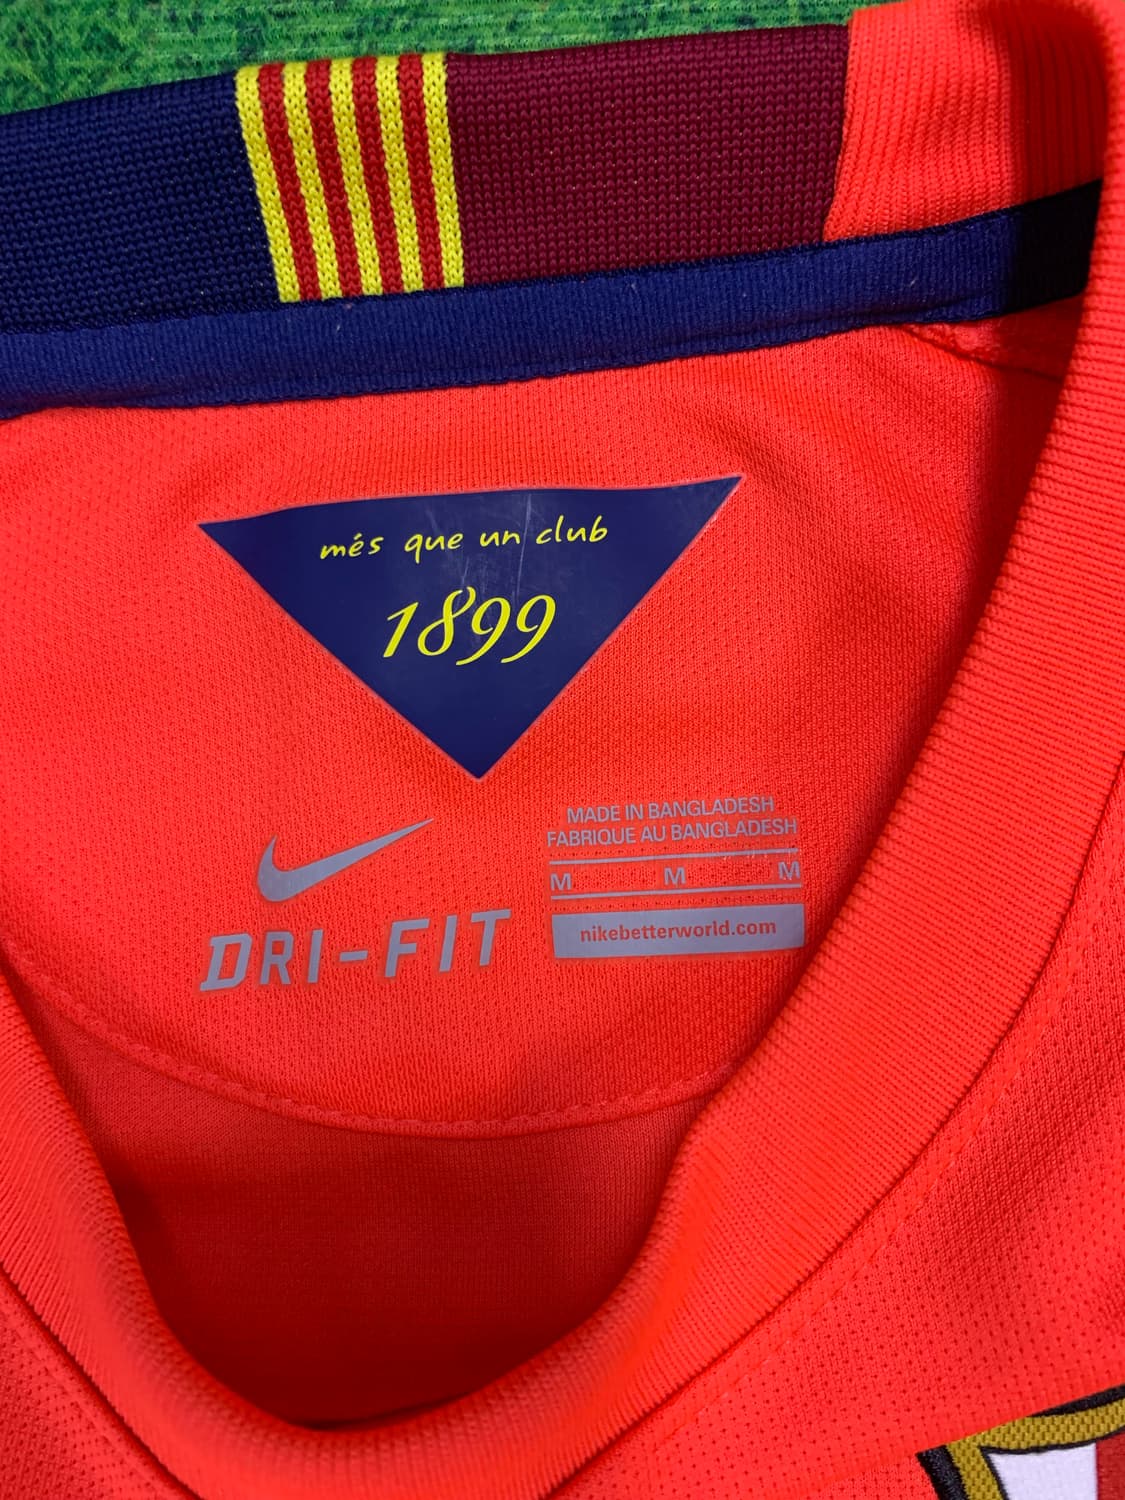 més que un club
1899
MADE IN BANGLADESH
FABRIQUE AU BANGLADESH
M M M
DRI-FIT
nikebetterworld.com